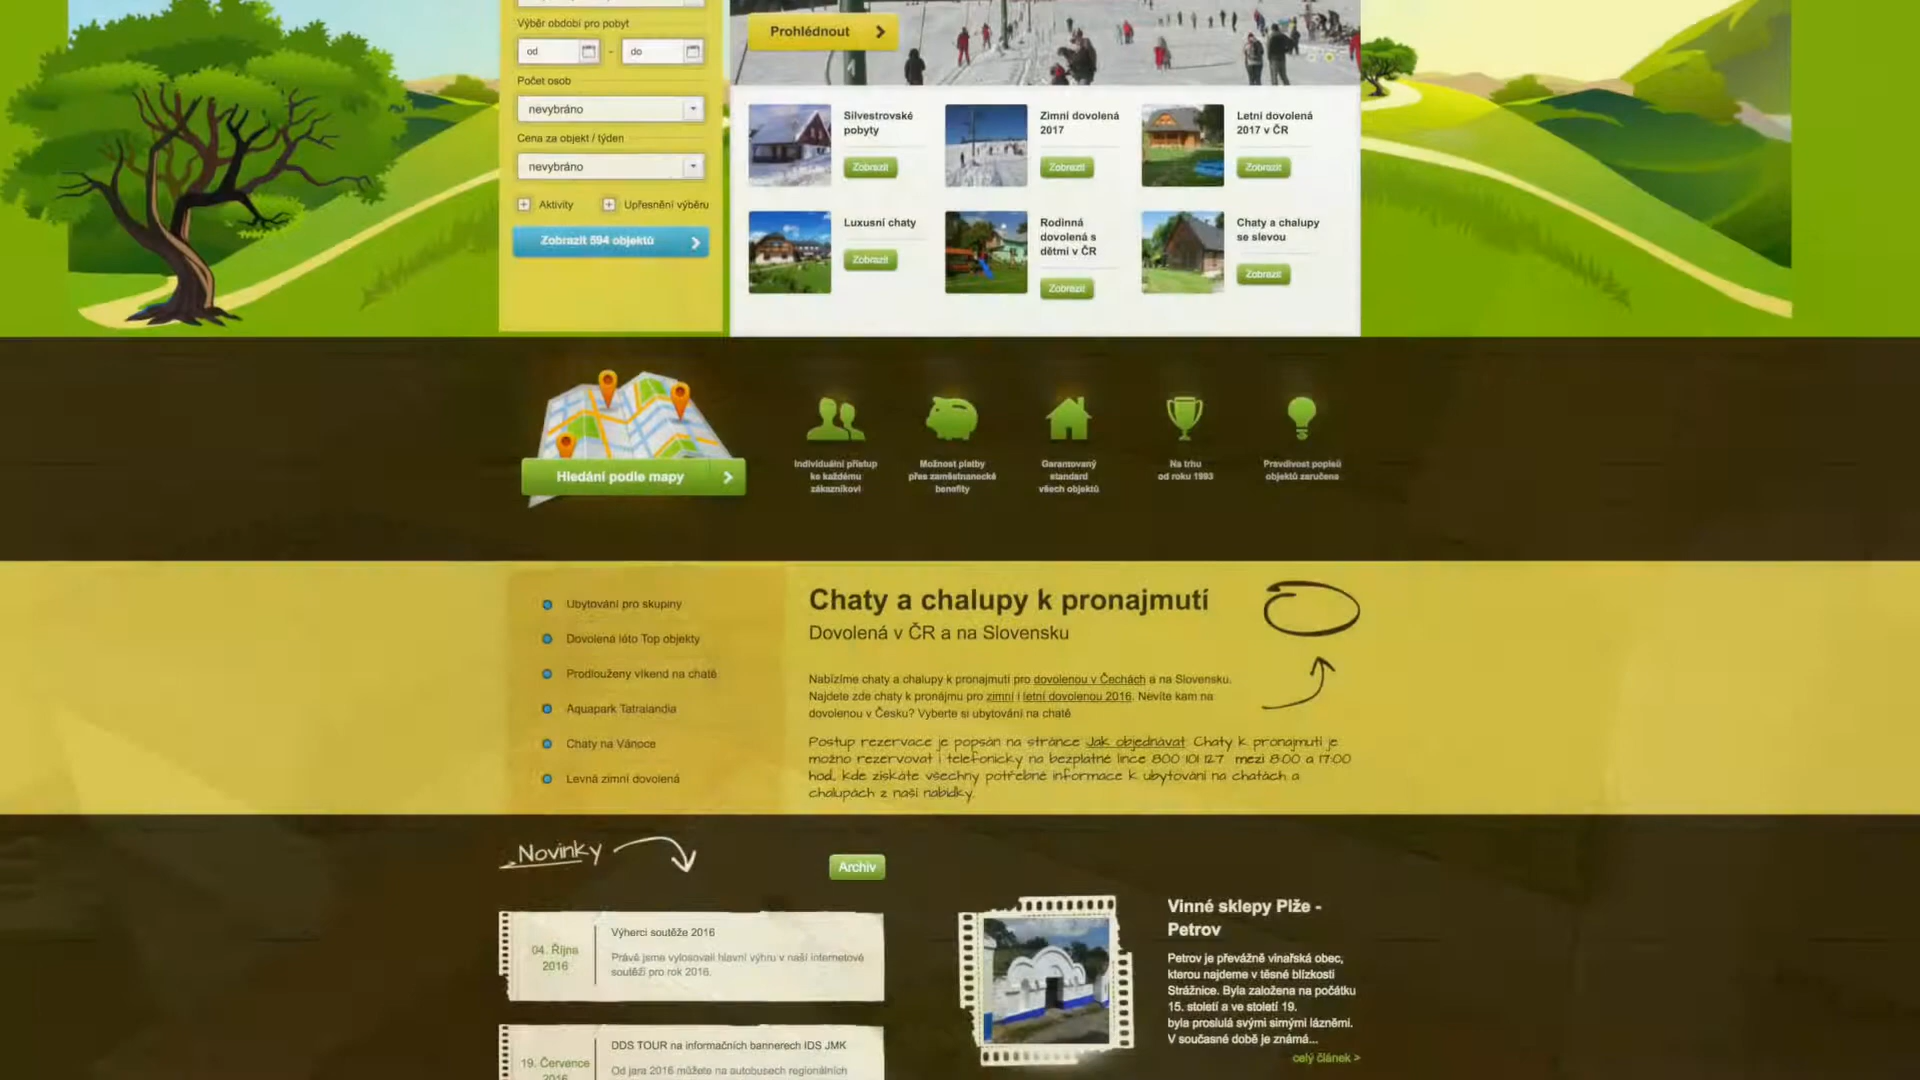 Výběr období pro pobyt
od - do
Počet osob
nevybráno
Cena za objekt / týden
nevybráno
Aktivity
Upřesnění výběru
Zobrazit 594 objektů
Prohlédnout
Silvestrovské
pobyty
Zobrazit
Zimní dovolená
2017
Zobrazit
Letní dovolená
2017 v ČR
Zobrazit
Luxusní chaty
Zobrazit
Rodinná
dovolená s
dětmi v ČR
Zobrazit
Chaty a chalupy
se slevou
Zobrazit
Hledání podle mapy
Individuální přístup
ke každému
zákazníkovi
Možnost platby
přes zaměstnanecké
benefity
Garantovaný
standard
všech objektů
Na trhu
od roku 1993
Pravdivost popisů
objektů zaručena
Ubytování pro skupiny
Dovolená léto Top objekty
Prodloužený víkend na chatě
Aquapark Tatralandia
Chaty na Vánoce
Levná zimní dovolená
Chaty a chalupy k pronajmutí
Dovolená v ČR a na Slovensku
Nabízíme chaty a chalupy k pronajmutí pro dovolenou v Čechách a na Slovensku.
Najdete zde chaty k pronájmu pro zimní i letní dovolenou 2016. Nevíte kam na
dovolenou v Česku? Vyberte si ubytování na chatě
Postup rezervace je popsán na stránce Jak objednávat. Chaty k pronajmutí je
možno rezervovat i telefonicky na bezplatné lince 800 101 127 mezi 8:00 a 17:00
hod, kde získáte všechny potřebné informace k ubytování na chatách a
chalupách z naší nabídky.
Novinky
Archiv
04. Října
2016
Výherci soutěže 2016
Právě jsme vylosovali hlavní výhru v naší internetové
soutěži pro rok 2016.
19. Července
2016
DDS TOUR na informačních bannerech IDS JMK
Od jara 2016 můžete na autobusech regionálních
Vinné sklepy Plže -
Petrov
Petrov je převážně vinařská obec,
kterou najdeme v těsné blízkosti
Strážnice. Byla založena na počátku
15. století a ve století 19.
byla proslulá svými sirnými lázněmi.
V současné době je známá...
celý článek >